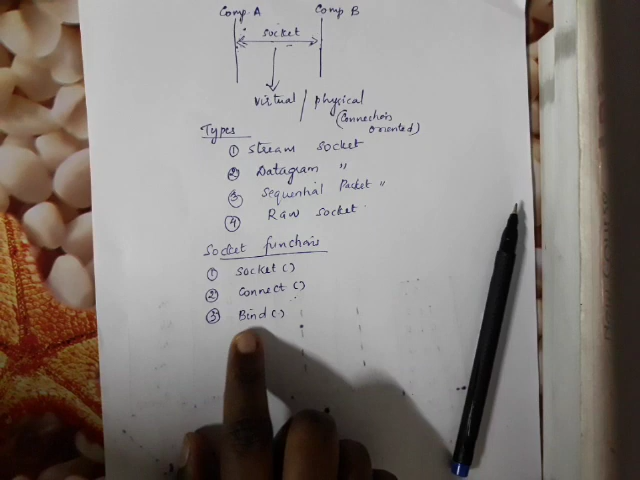 Comp. A Comp B
socket
virtual / physical
(Connection
oriented)
Types
① Stream socket
② Datagram "
③ Sequential Packet "
④ Raw socket
Socket functions
① Socket ( )
② Connect ( )
③ Bind ( )